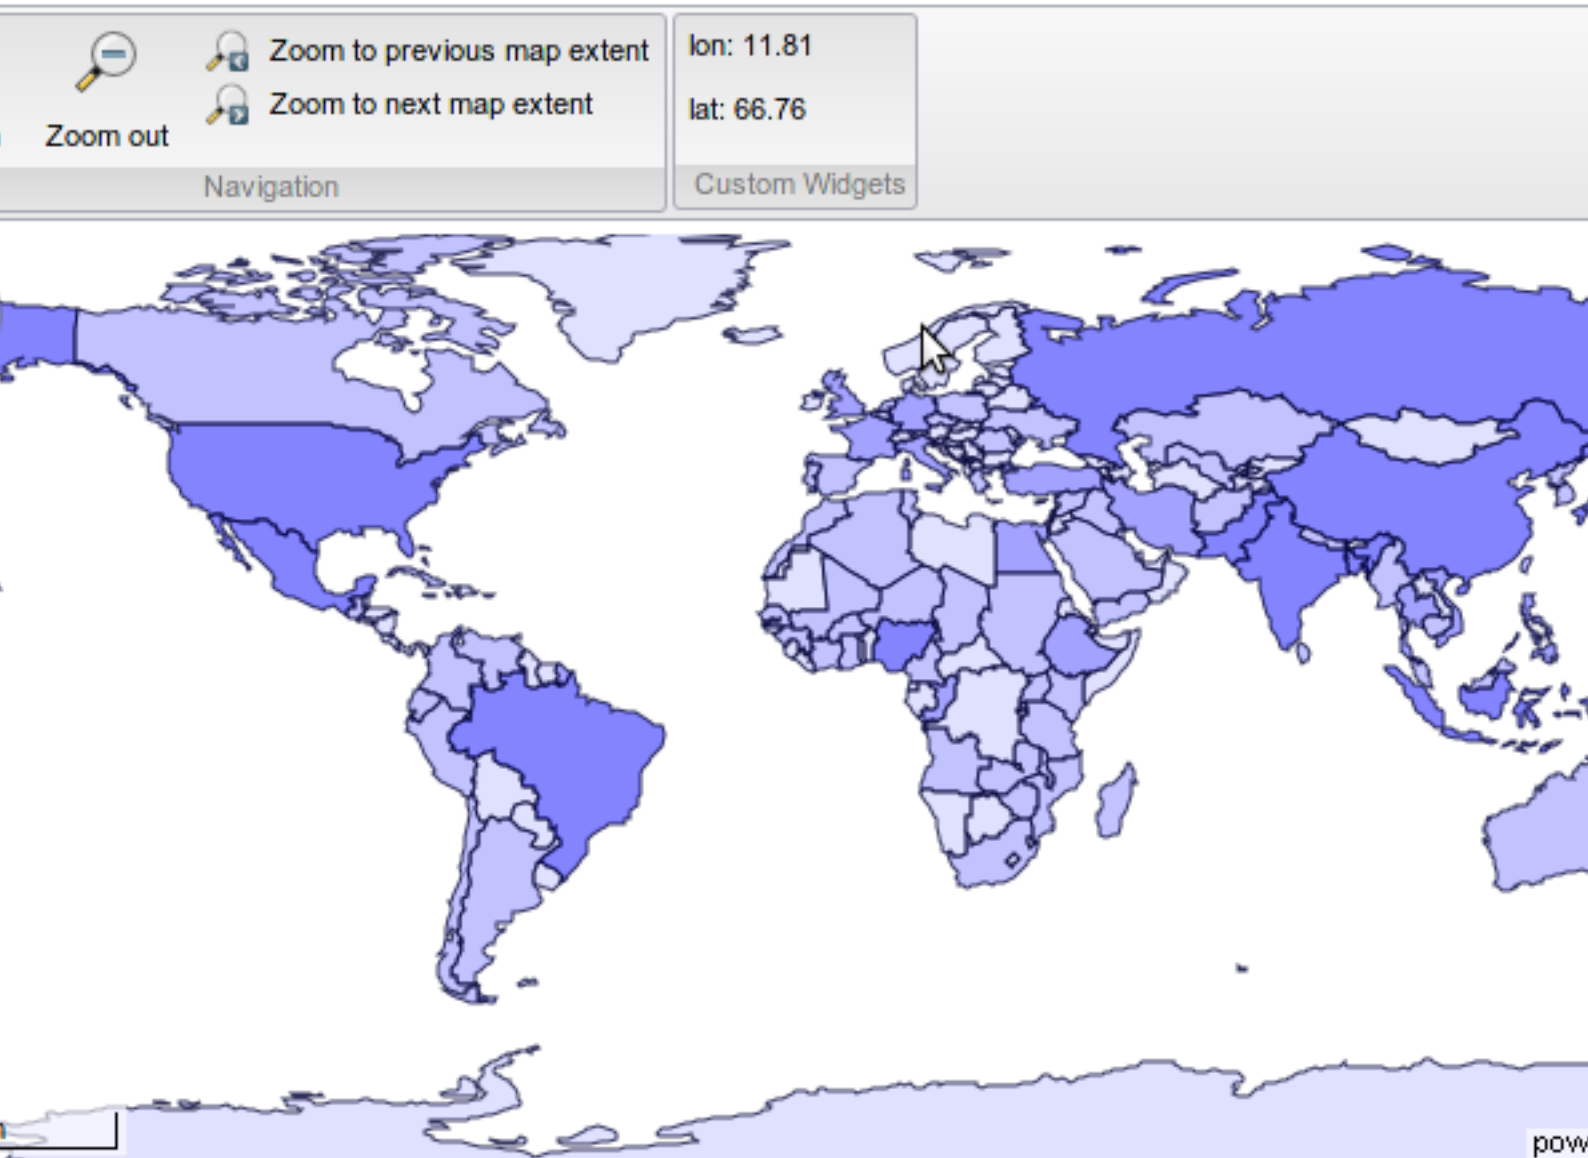 Zoom to previous map extent
Zoom to next map extent
Zoom out
Navigation
lon: 11.81
lat: 66.76
Custom Widgets